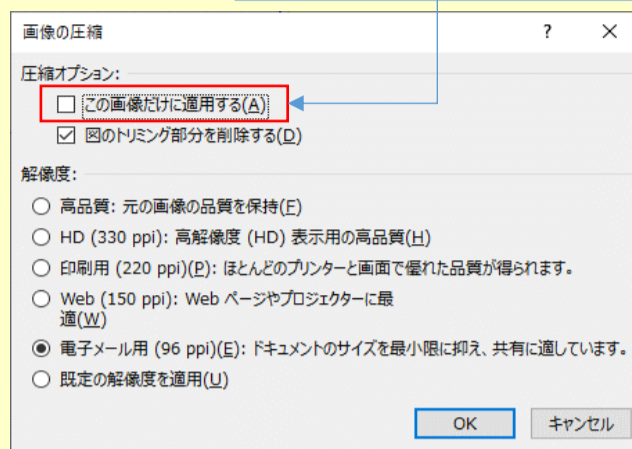 画像の圧縮
圧縮オプション:
この画像だけに適用する(A)
図のトリミング部分を削除する(D)
解像度:
高品質: 元の画像の品質を保持(F)
HD (330 ppi): 高解像度 (HD) 表示用の高品質(H)
印刷用 (220 ppi)(P): ほとんどのプリンターと画面で優れた品質が得られます。
Web (150 ppi): Web ページやプロジェクターに最
適(W)
電子メール用 (96 ppi)(E): ドキュメントのサイズを最小限に抑え、共有に適しています。
既定の解像度を適用(U)
OK キャンセル